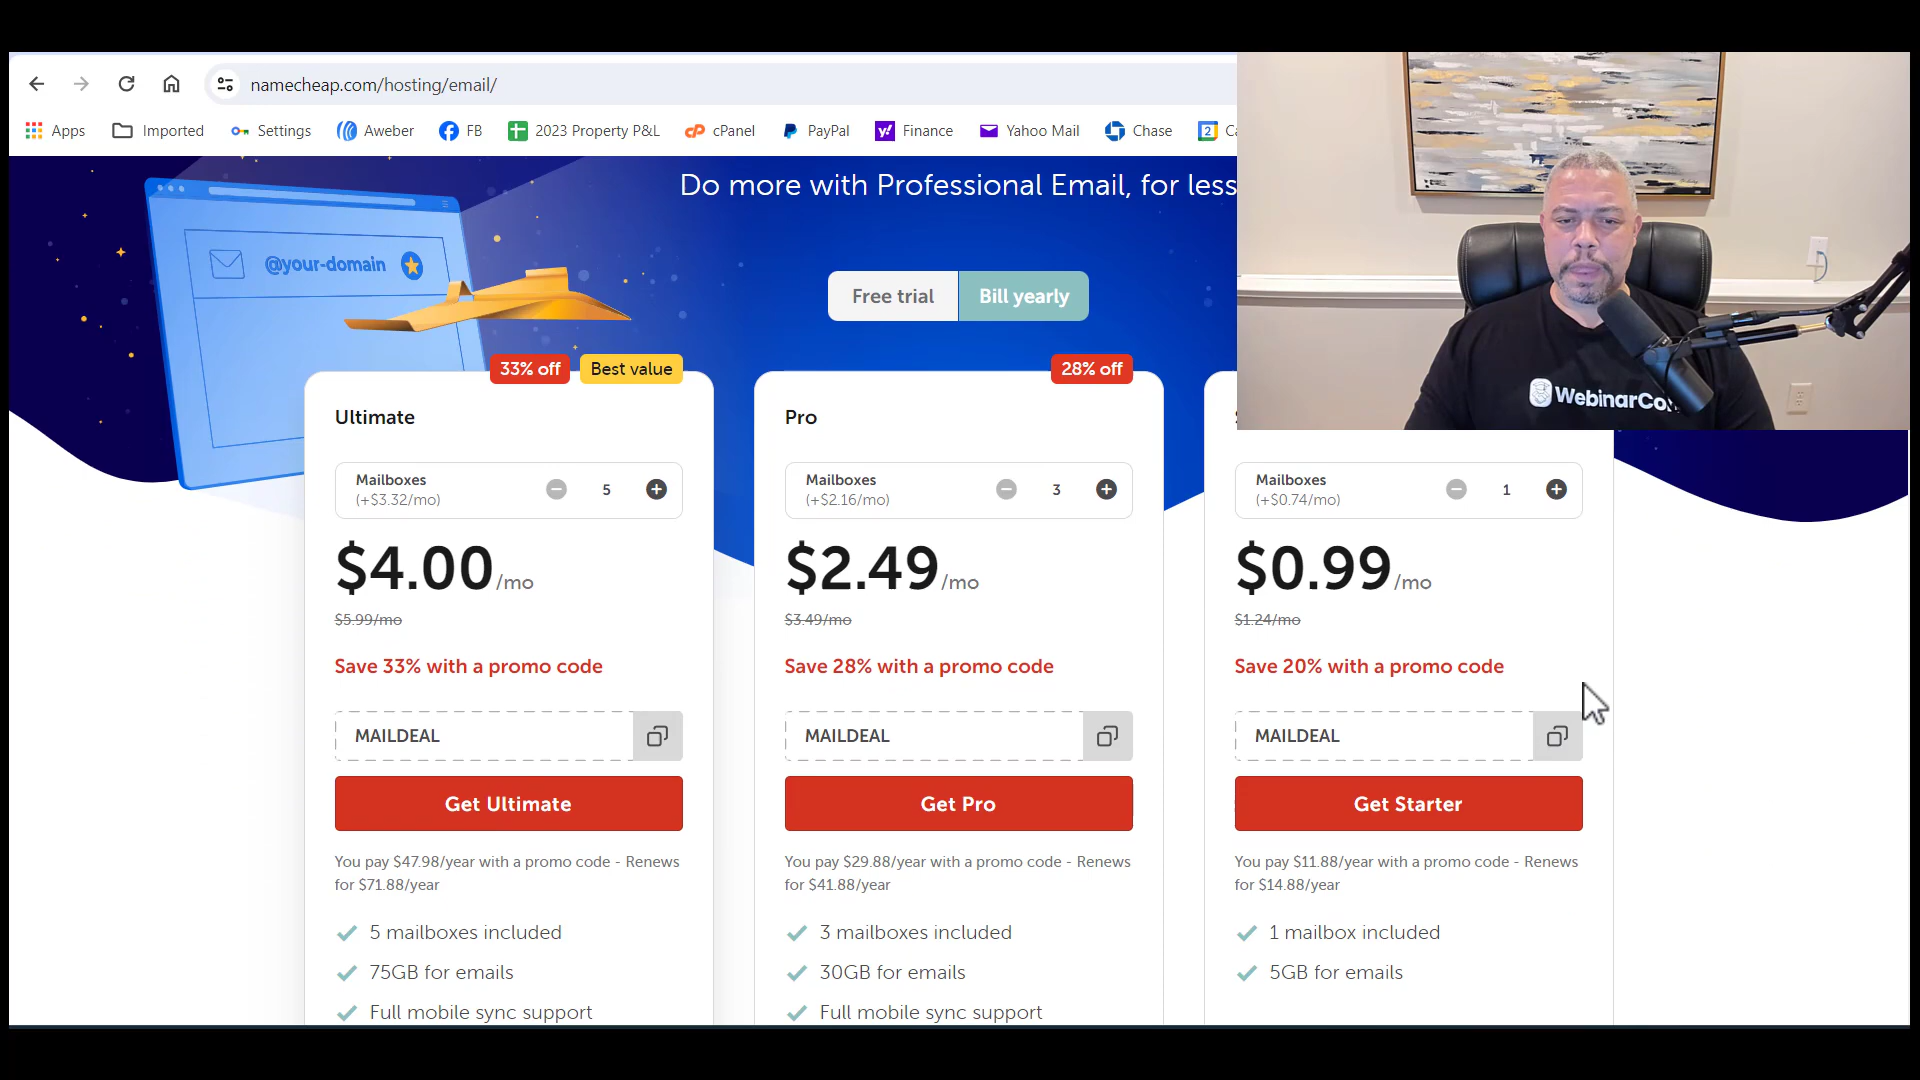 namecheap.com/hosting/email/
Apps
Imported
Settings
Aweber
FB
2023 Property P&L
cPanel
PayPal
Finance
Yahoo Mail
Chase
2
Do more with Professional Email, for less
@your-domain
Free trial
Bill yearly
33% off
Best value
28% off
WebinarCon
Ultimate
Mailboxes
(+$3.32/mo)
5
$4.00/mo
$5.99/mo
Save 33% with a promo code
MAILDEAL
Get Ultimate
You pay $47.98/year with a promo code - Renews
for $71.88/year
5 mailboxes included
75GB for emails
Full mobile sync support
Pro
Mailboxes
(+$2.16/mo)
3
$2.49/mo
$3.49/mo
Save 28% with a promo code
MAILDEAL
Get Pro
You pay $29.88/year with a promo code - Renews
for $41.88/year
3 mailboxes included
30GB for emails
Full mobile sync support
Mailboxes
(+$0.74/mo)
1
$0.99/mo
$1.24/mo
Save 20% with a promo code
MAILDEAL
Get Starter
You pay $11.88/year with a promo code - Renews
for $14.88/year
1 mailbox included
5GB for emails